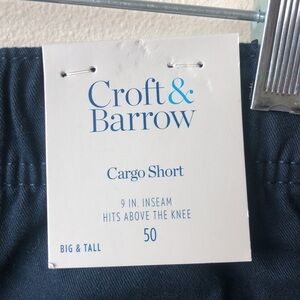 Croft &
Barrow
Cargo Short
9 IN. INSEAM
HITS ABOVE THE KNEE
50
BIG & TALL